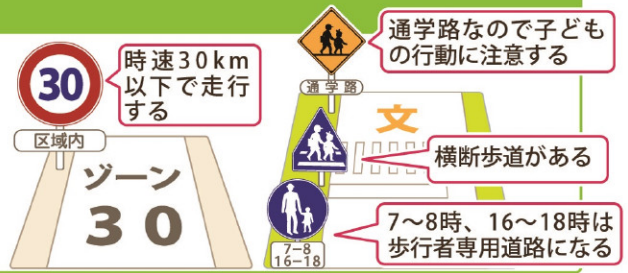 30
時速30km
以下で走行
する
区域内
ゾーン
30
通学路なので子ども
の行動に注意する
通学路
文
横断歩道がある
7～8時、16～18時は
歩行者専用道路になる
7-8
16-18